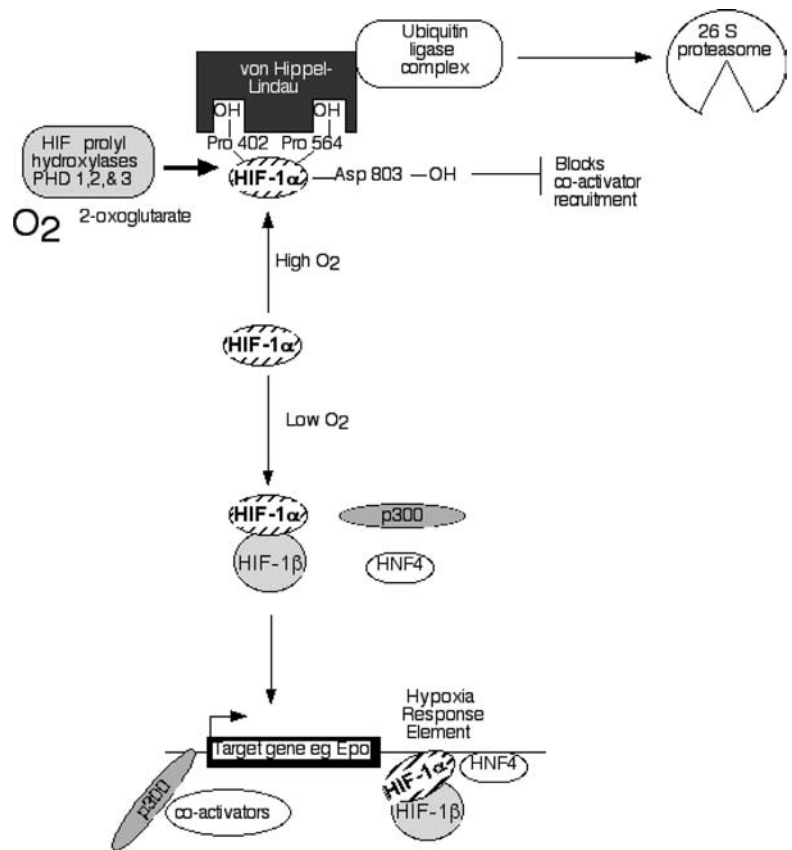 Ubiquitin
ligase
complex
26 S
proteasome
von Hippel-
Lindau
OH
OH
Pro 402
Pro 564
HIF prolyl
hydroxylases
PHD 1,2,& 3
HIF-1α
Asp 803
OH
Blocks
co-activator
recruitment
O2
2-oxoglutarate
High O2
HIF-1α
Low O2
HIF-1α
p300
HIF-1β
HNF4
Hypoxia
Response
Element
Target gene eg Epo
HNF4
HIF-1α
p300
co-activators
HIF-1β